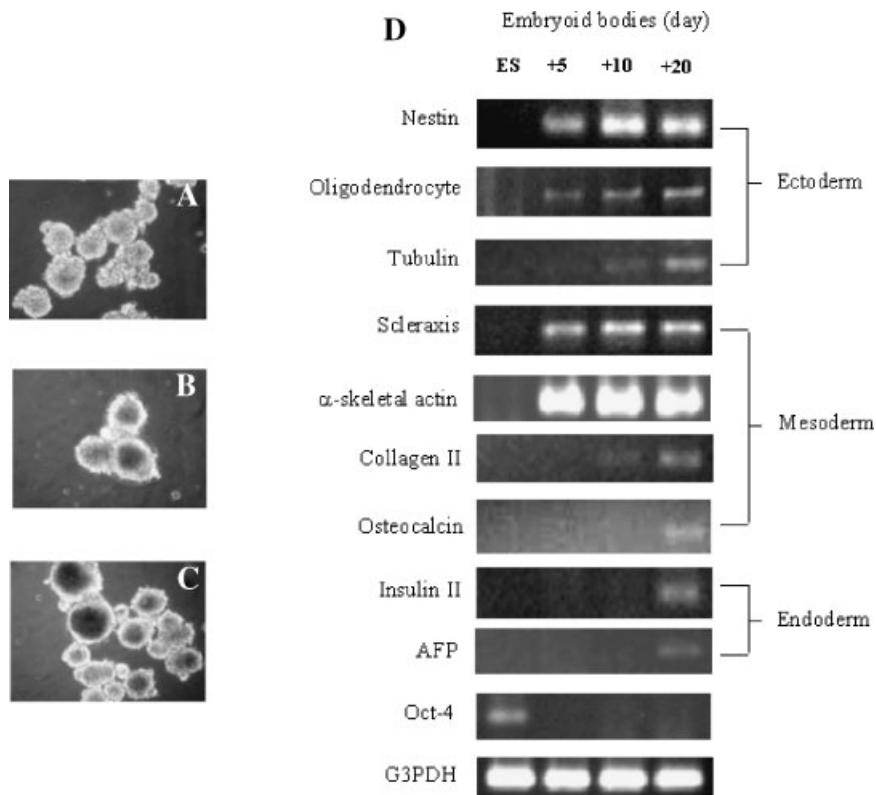 A
B
C
D
Embryoid bodies (day)
ES +5 +10 +20
Nestin
Oligodendrocyte
Tubulin
Ectoderm
Scleraxis
α-skeletal actin
Collagen II
Osteocalcin
Mesoderm
Insulin II
AFP
Endoderm
Oct-4
G3PDH